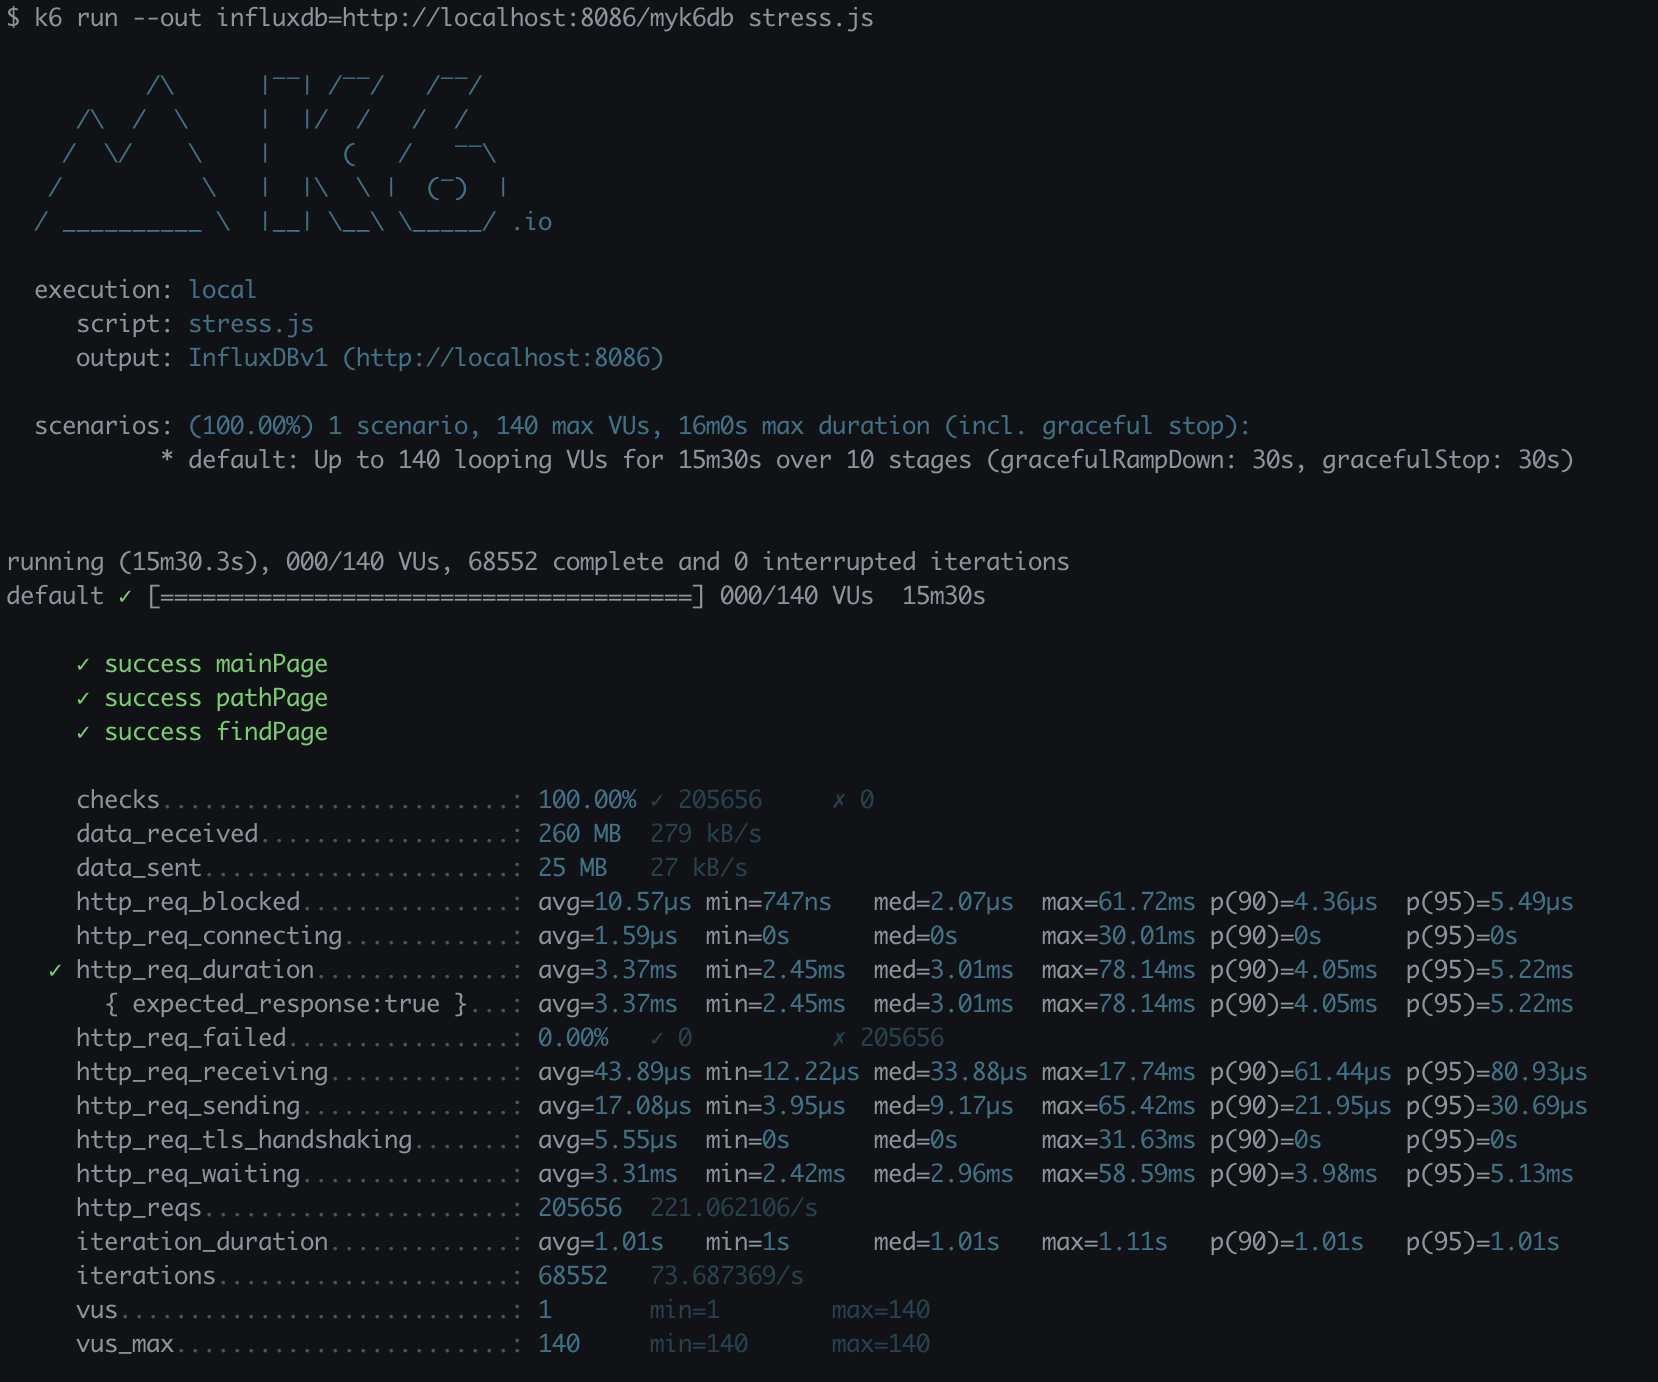 $ k6 run --out influxdb=http://localhost:8086/myk6db stress.js

          /\      |‾‾| /‾‾/   /‾‾/
     /\  /  \     |  |/  /   /  /
    /  \/    \    |     (   /   ‾‾\
   /          \   |  |\  \ |  (‾)  |
  / __________ \  |__| \__\ \_____/ .io

  execution: local
     script: stress.js
     output: InfluxDBv1 (http://localhost:8086)

  scenarios: (100.00%) 1 scenario, 140 max VUs, 16m0s max duration (incl. graceful stop):
           * default: Up to 140 looping VUs for 15m30s over 10 stages (gracefulRampDown: 30s, gracefulStop: 30s)

running (15m30.3s), 000/140 VUs, 68552 complete and 0 interrupted iterations
default ✓ [======================================] 000/140 VUs  15m30s

     ✓ success mainPage
     ✓ success pathPage
     ✓ success findPage

     checks.........................: 100.00% ✓ 205656     ✗ 0
     data_received..................: 260 MB  279 kB/s
     data_sent......................: 25 MB   27 kB/s
     http_req_blocked...............: avg=10.57µs min=747ns   med=2.07µs  max=61.72ms p(90)=4.36µs  p(95)=5.49µs
     http_req_connecting............: avg=1.59µs  min=0s      med=0s      max=30.01ms p(90)=0s      p(95)=0s
   ✓ http_req_duration..............: avg=3.37ms  min=2.45ms  med=3.01ms  max=78.14ms p(90)=4.05ms  p(95)=5.22ms
       { expected_response:true }...: avg=3.37ms  min=2.45ms  med=3.01ms  max=78.14ms p(90)=4.05ms  p(95)=5.22ms
     http_req_failed................: 0.00%   ✓ 0          ✗ 205656
     http_req_receiving.............: avg=43.89µs min=12.22µs med=33.88µs max=17.74ms p(90)=61.44µs p(95)=80.93µs
     http_req_sending...............: avg=17.08µs min=3.95µs  med=9.17µs  max=65.42ms p(90)=21.95µs p(95)=30.69µs
     http_req_tls_handshaking.......: avg=5.55µs  min=0s      med=0s      max=31.63ms p(90)=0s      p(95)=0s
     http_req_waiting...............: avg=3.31ms  min=2.42ms  med=2.96ms  max=58.59ms p(90)=3.98ms  p(95)=5.13ms
     http_reqs......................: 205656  221.062106/s
     iteration_duration.............: avg=1.01s   min=1s      med=1.01s   max=1.11s   p(90)=1.01s   p(95)=1.01s
     iterations.....................: 68552   73.687369/s
     vus............................: 1       min=1        max=140
     vus_max........................: 140     min=140      max=140